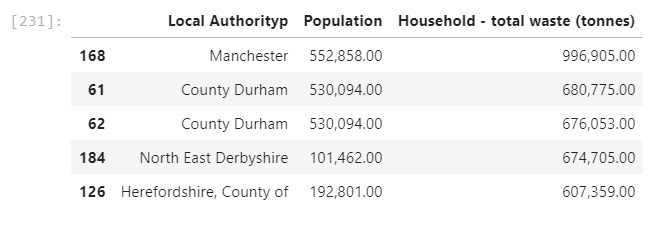 [231]:
Local Authorityp Population Household - total waste (tonnes)
168 Manchester 552,858.00 996,905.00
61 County Durham 530,094.00 680,775.00
62 County Durham 530,094.00 676,053.00
184 North East Derbyshire 101,462.00 674,705.00
126 Herefordshire, County of 192,801.00 607,359.00